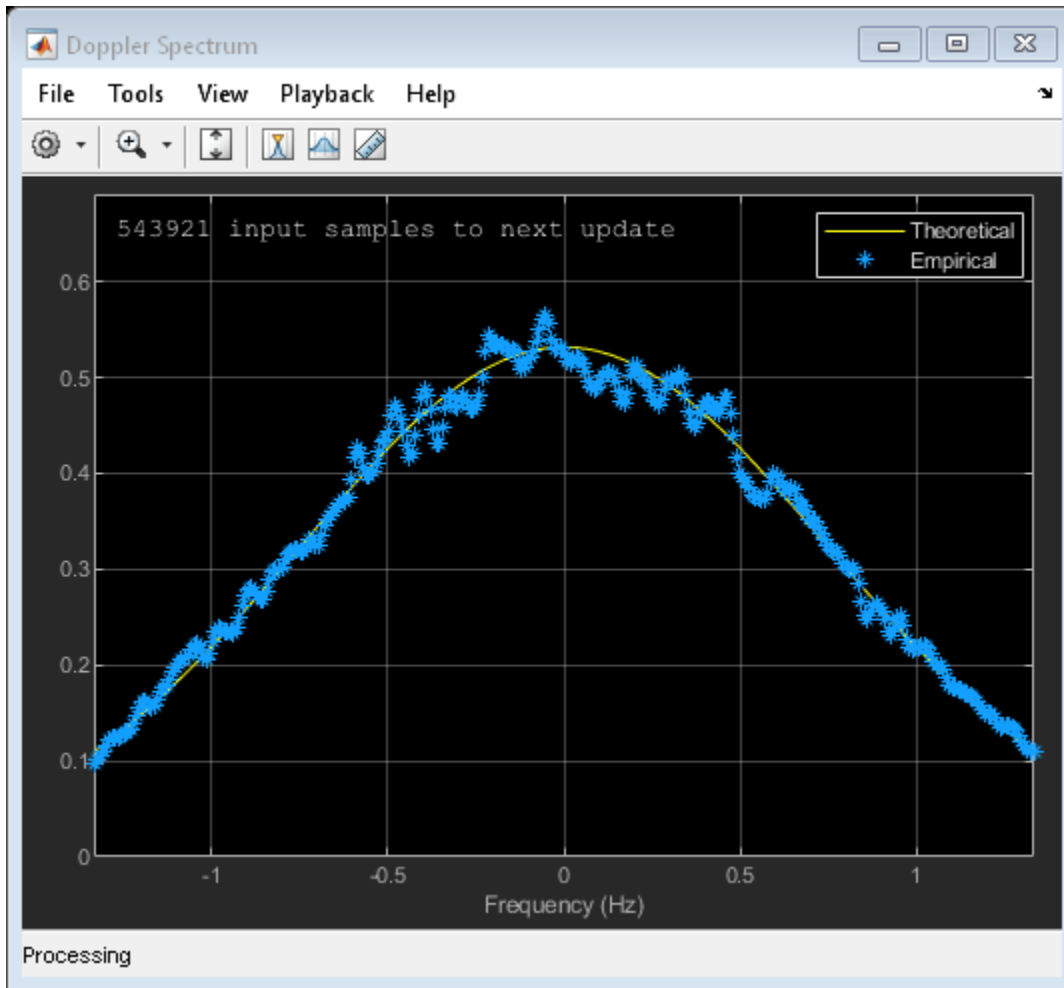 Doppler Spectrum
File Tools View Playback Help
543921 input samples to next update
Theoretical
Empirical
0.6
0.5
0.4
0.3
0.2
0.1
0
-1 -0.5 0 0.5 1
Frequency (Hz)
Processing